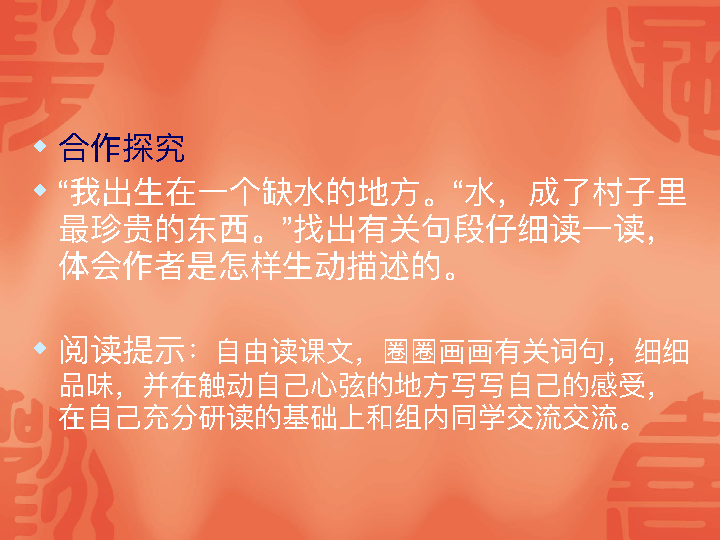 合作探究
“我出生在一个缺水的地方。“水，成了村子里
最珍贵的东西。”找出有关句段仔细读一读，
体会作者是怎样生动描述的。
阅读提示：自由读课文，圈圈画画有关词句，细细
品味，并在触动自己心弦的地方写写自己的感受，
在自己充分研读的基础上和组内同学交流交流。